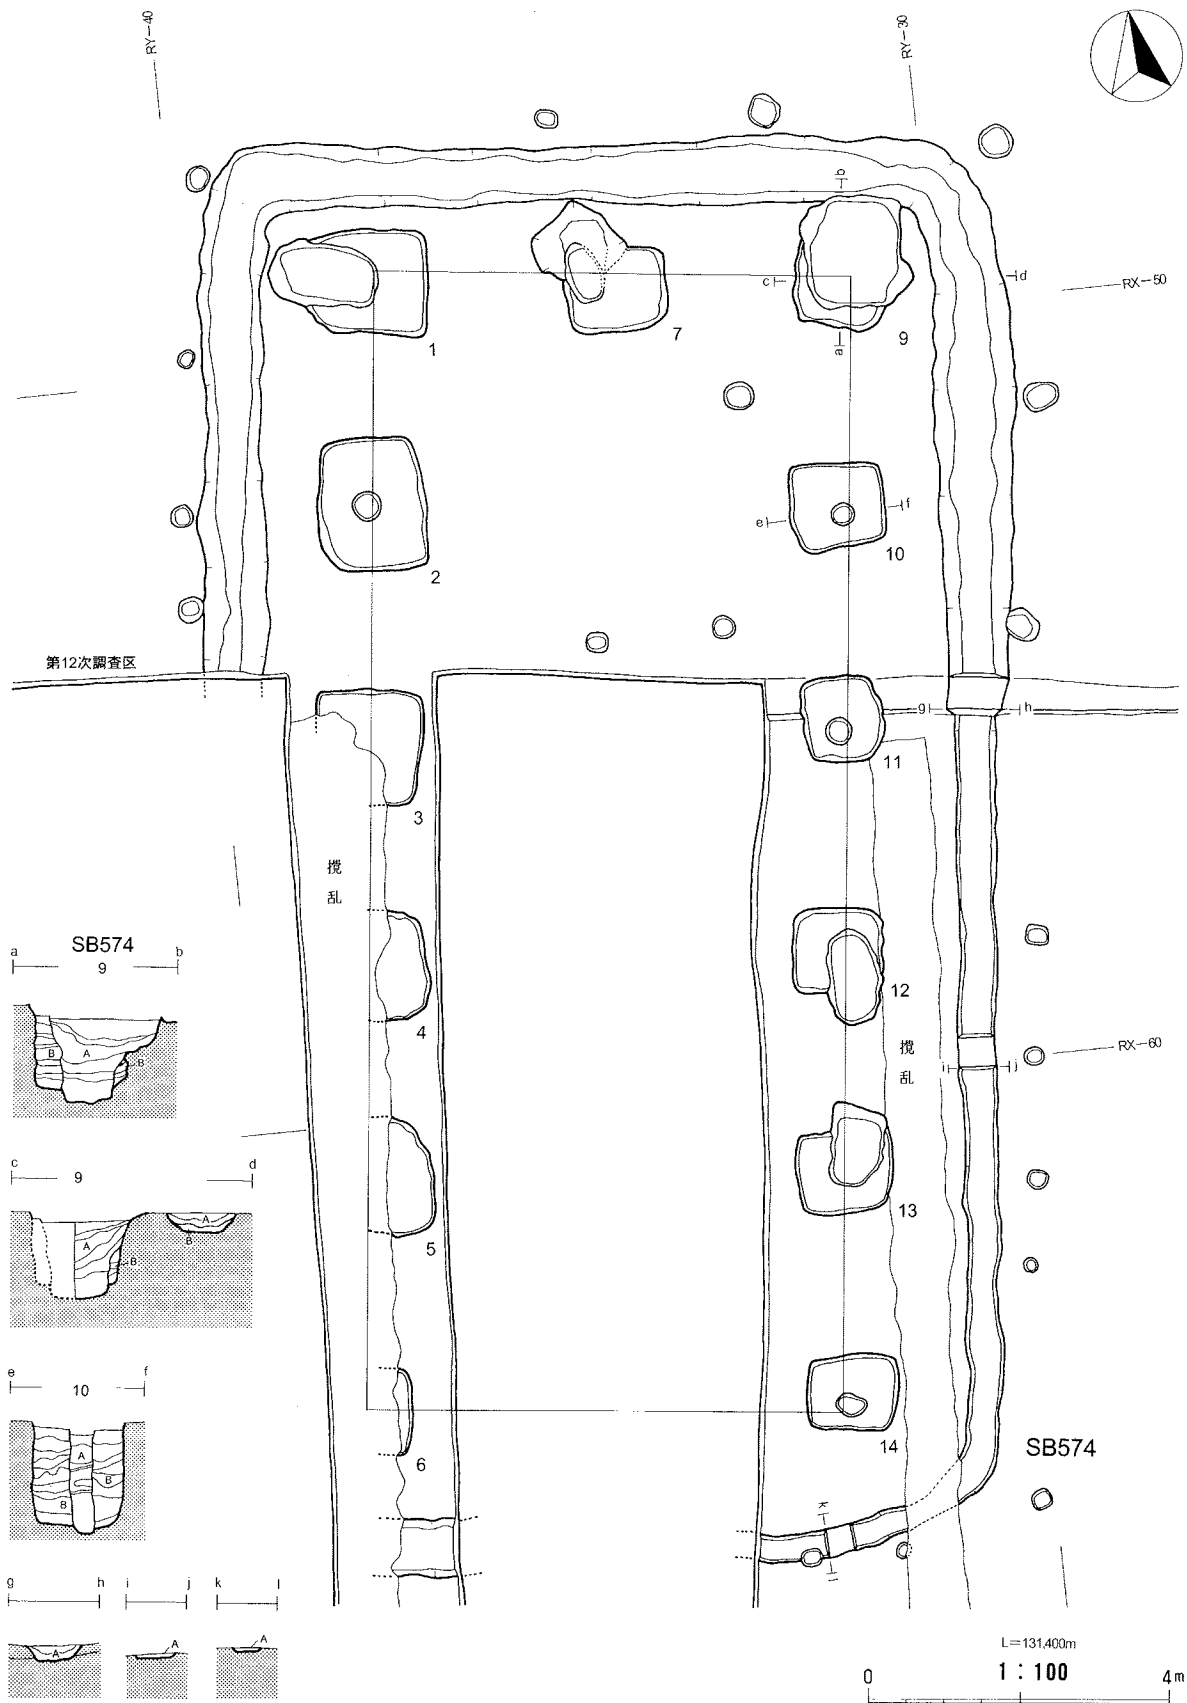 RY-40
RY-30
b
c
d
RX-50
1
7
a
9
2
e
f
10
第12次調査区
g
h
11
3
攪
乱
SB574
a
9
b
A
B
B
4
12
攪
乱
i
j
RX-60
c
9
d
A
B
A
B
5
13
e
10
f
A
B
B
6
14
SB574
k
l
g
h
i
j
k
l
A
A
A
L=131,400m
1:100
0
4m